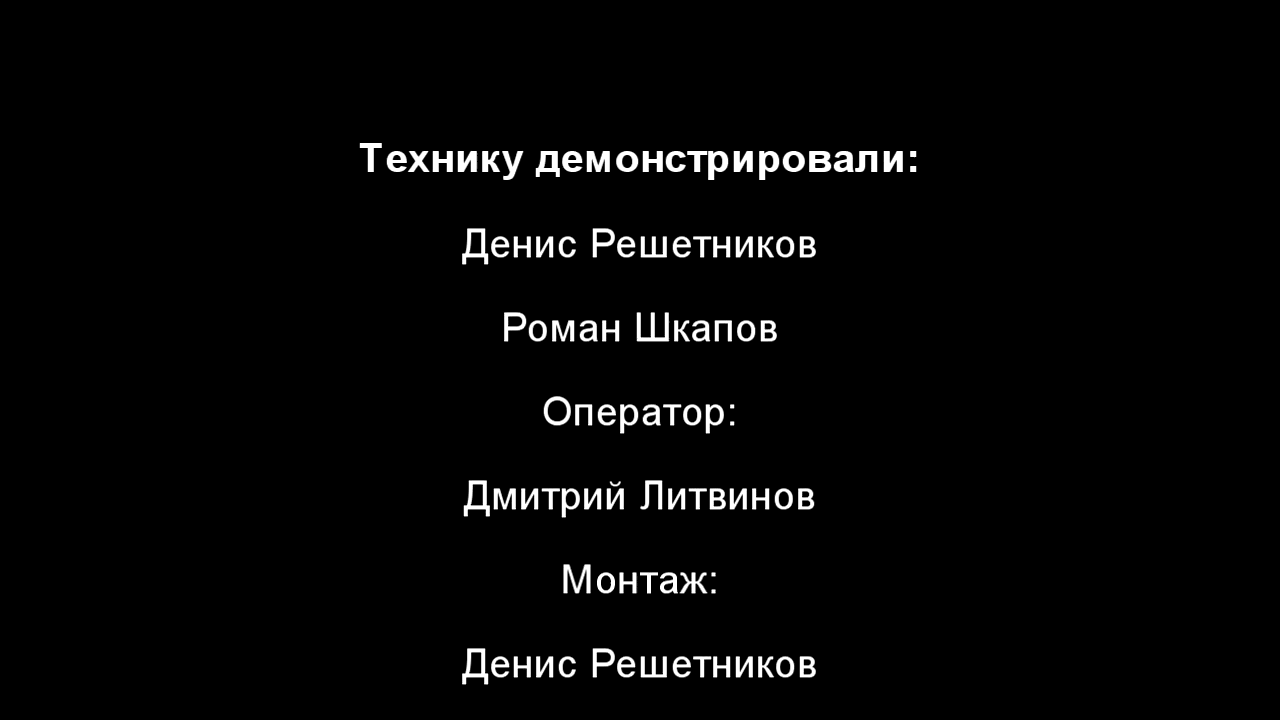 Технику демонстрировали:
Денис Решетников
Роман Шкапов
Оператор:
Дмитрий Литвинов
Монтаж:
Денис Решетников